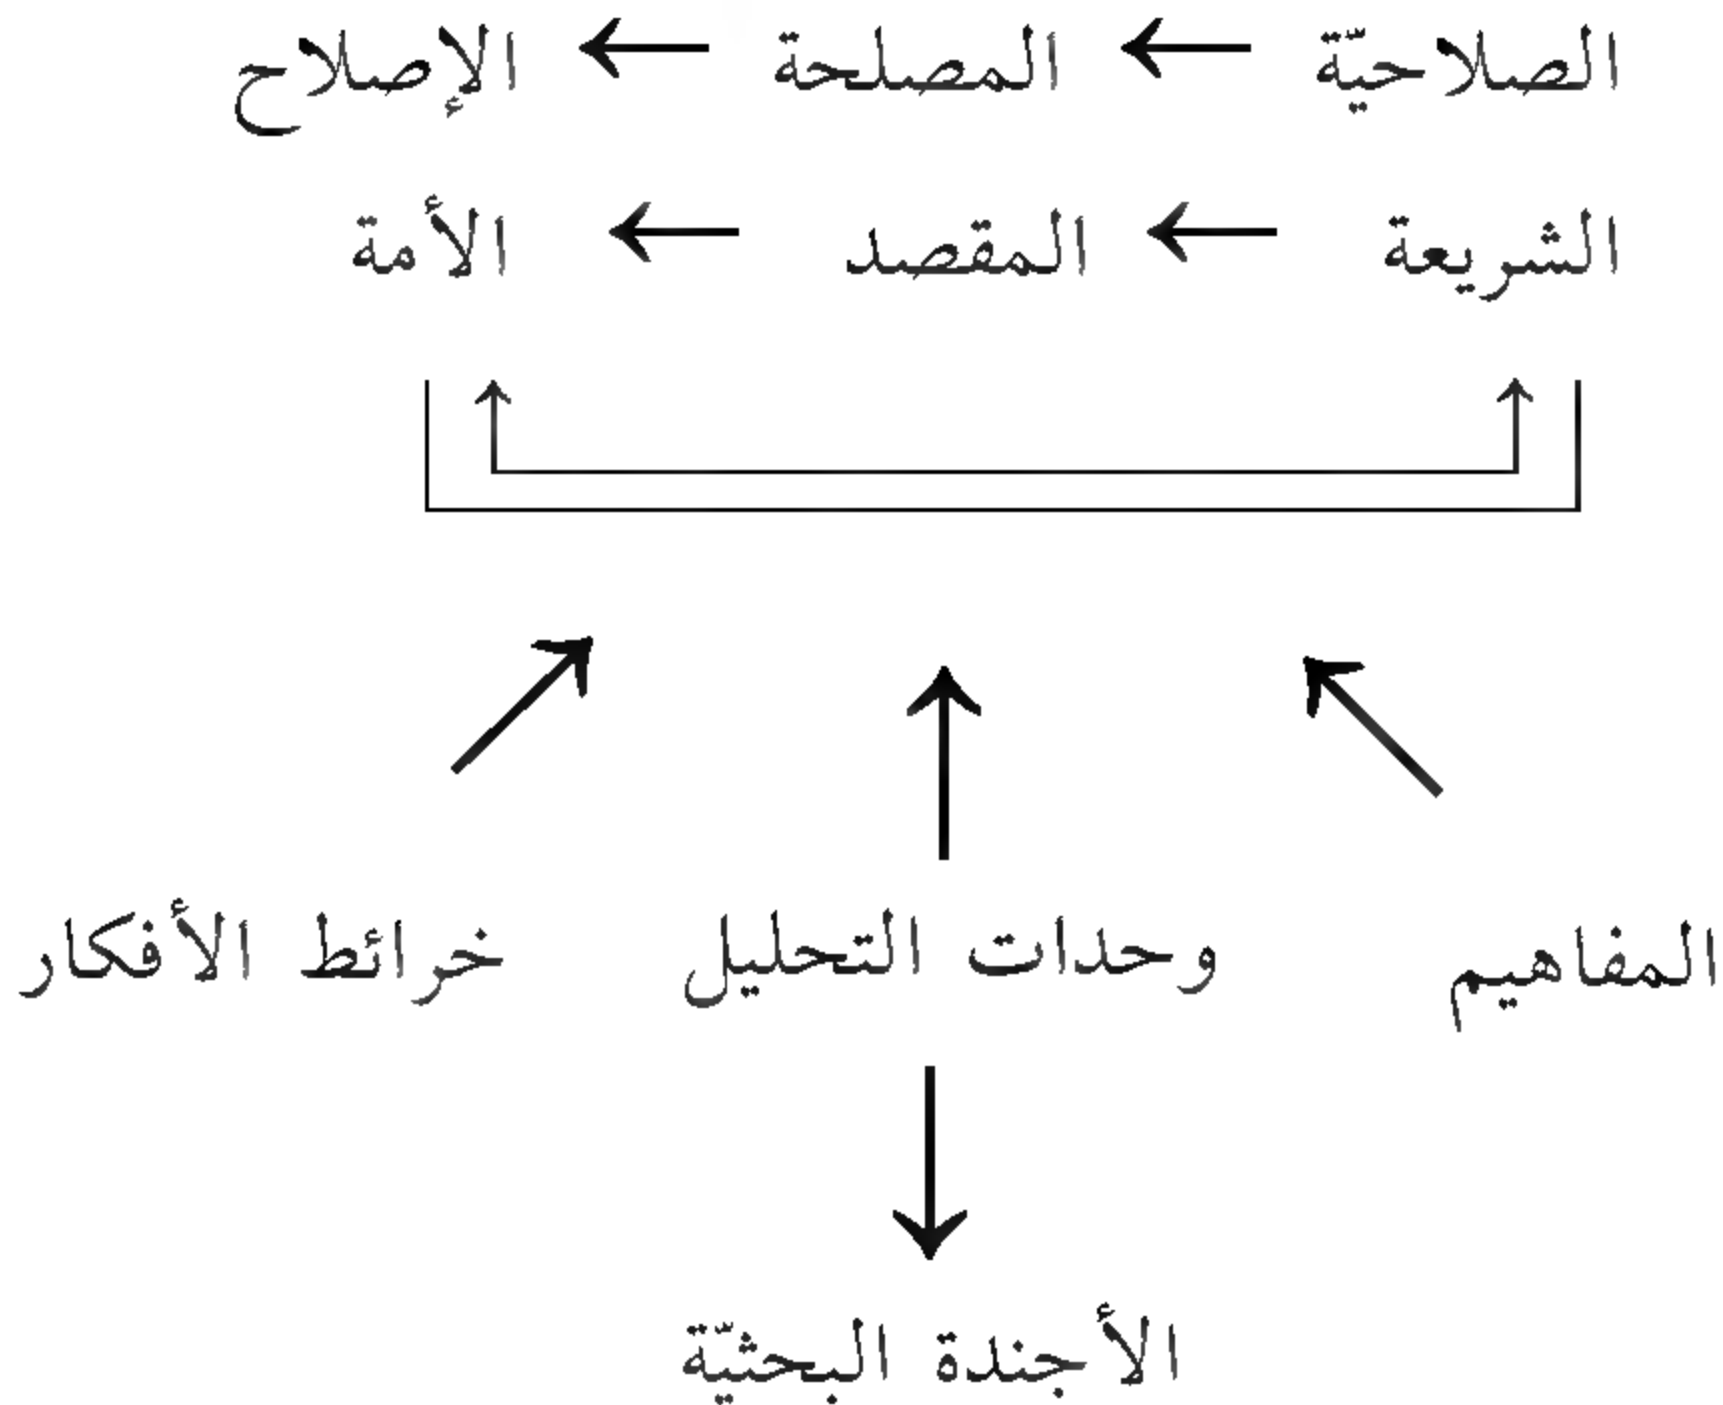 الصلاحيّة ← المصلحة ← الإصلاح
الشريعة ← المقصد ← الأمة
المفاهيم وحدات التحليل خرائط الأفكار
الأجندة البحثيّة